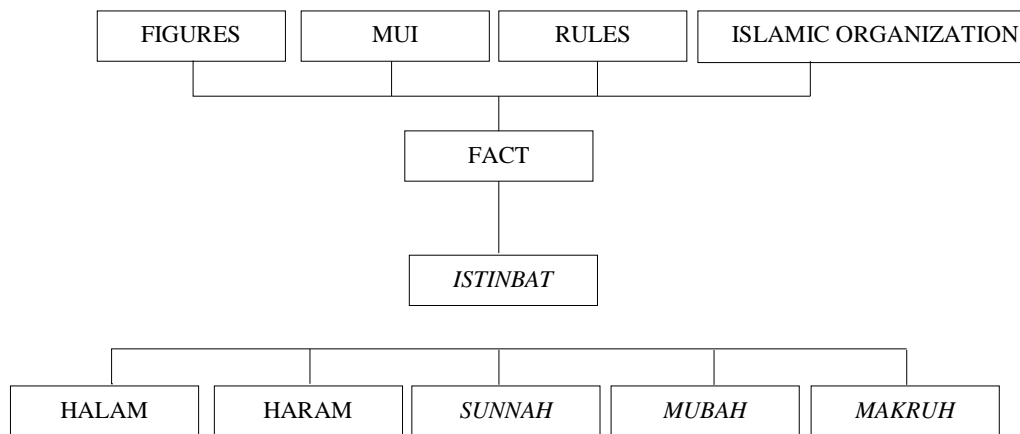 FIGURES
MUI
RULES
ISLAMIC ORGANIZATION
FACT
ISTINBAT
HALAM
HARAM
SUNNAH
MUBAH
MAKRUH